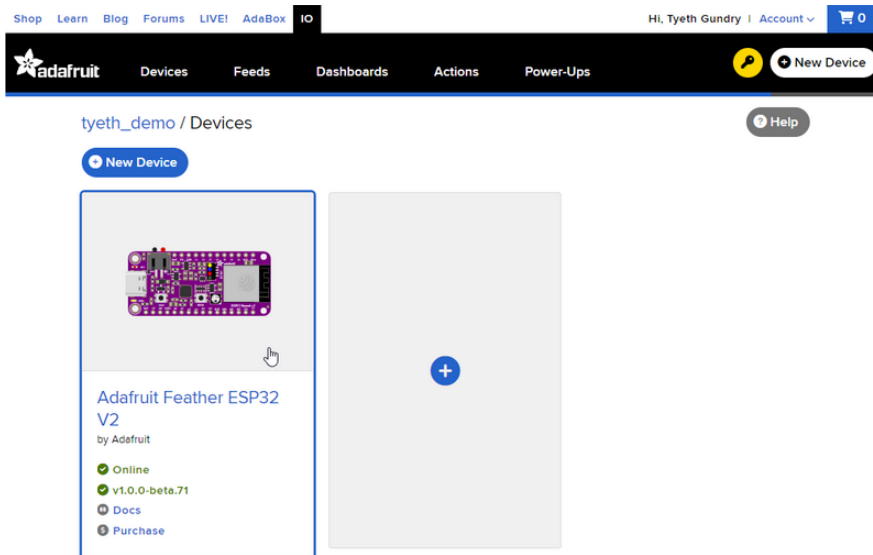 Shop Learn Blog Forums LIVE! AdaBox IO Hi, Tyeth Gundry | Account 0
adafruit Devices Feeds Dashboards Actions Power-Ups New Device
tyeth_demo / Devices Help
New Device
Adafruit Feather ESP32
V2
by Adafruit
Online
v1.0.0-beta.71
Docs
Purchase